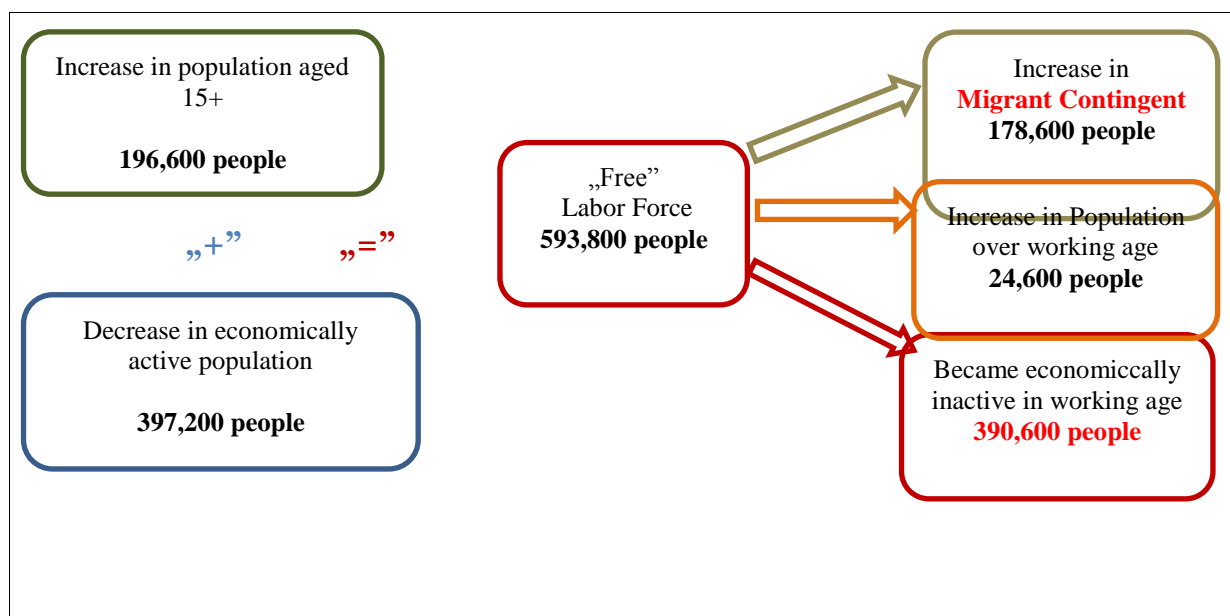 Increase in population aged
15+
196,600 people
„+”
„=”
Decrease in economically
active population
397,200 people
„Free”
Labor Force
593,800 people
Increase in
Migrant Contingent
178,600 people
Increase in Population
over working age
24,600 people
Became economiccally
inactive in working age
390,600 people